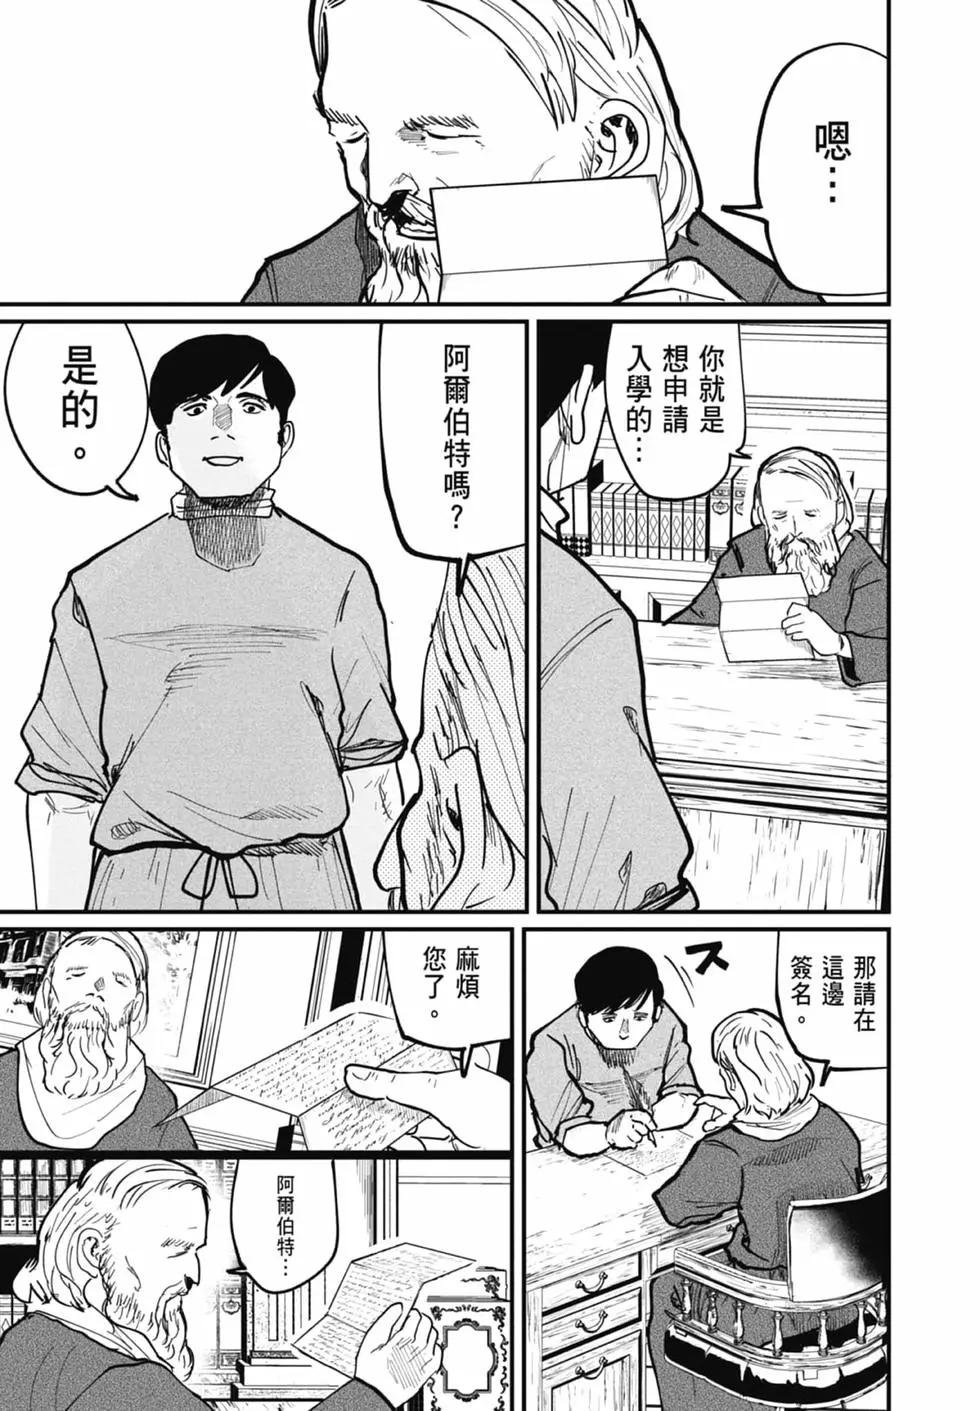 嗯…
你就是
想申請
入學的…
阿爾伯特嗎？
是的。
那請在
這邊
簽名。
ス
麻煩
您了。
阿爾伯特…